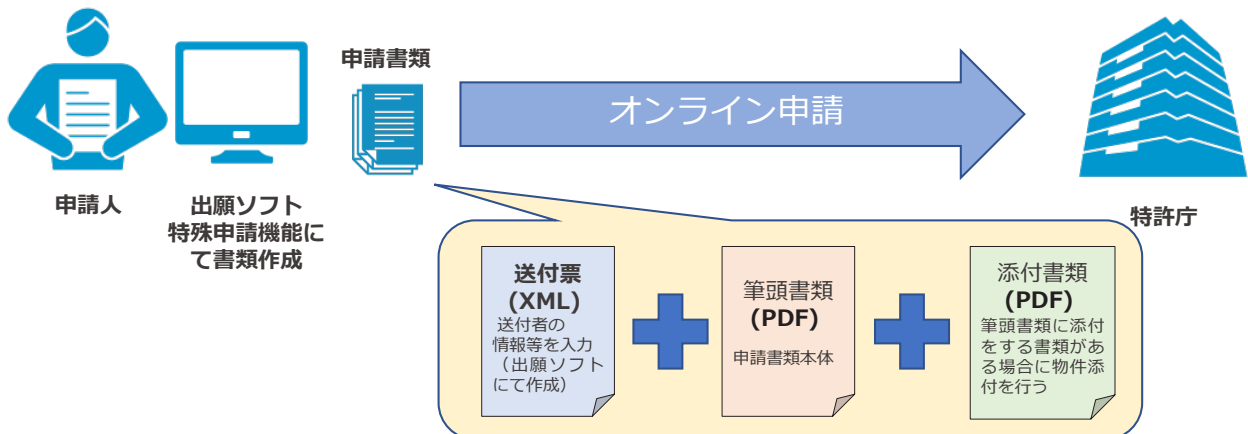 申請書類
オンライン申請
申請人
出願ソフト
特殊申請機能に
て書類作成
特許庁
送付票
(XML)
送付者の
情報等を入力
（出願ソフト
にて作成）
筆頭書類
(PDF)
申請書類本体
添付書類
(PDF)
筆頭書類に添付
をする書類があ
る場合に物件添
付を行う